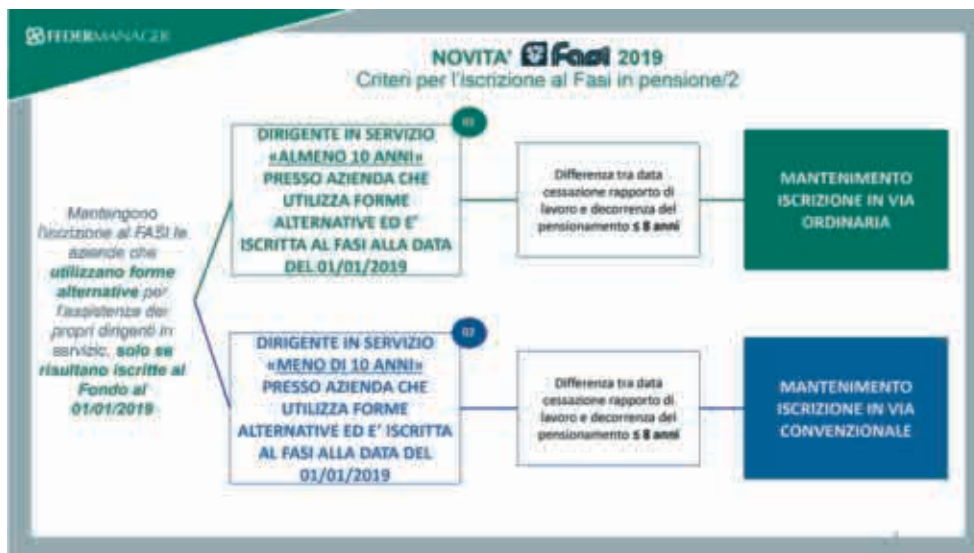 FEDERMANAGER
NOVITA' Fasi 2019
Criteri per l'iscrizione al Fasi in pensione/2
Mantengono
l'iscrizione al FASI le
aziende che
utilizzano forme
alternative per
l'assistenza dei
propri dirigenti in
servizio, solo se
risultano iscritte al
Fondo al
01/01/2019
01
DIRIGENTE IN SERVIZIO
«ALMENO 10 ANNI»
PRESSO AZIENDA CHE
UTILIZZA FORME
ALTERNATIVE ED E'
ISCRITTA AL FASI ALLA DATA
DEL 01/01/2019
Differenza tra data
cessazione rapporto di
lavoro e decorrenza del
pensionamento ≤ 8 anni
MANTENIMENTO
ISCRIZIONE IN VIA
ORDINARIA
02
DIRIGENTE IN SERVIZIO
«MENO DI 10 ANNI»
PRESSO AZIENDA CHE
UTILIZZA FORME
ALTERNATIVE ED E' ISCRITTA
AL FASI ALLA DATA DEL
01/01/2019
Differenza tra data
cessazione rapporto di
lavoro e decorrenza del
pensionamento ≤ 8 anni
MANTENIMENTO
ISCRIZIONE IN VIA
CONVENZIONALE